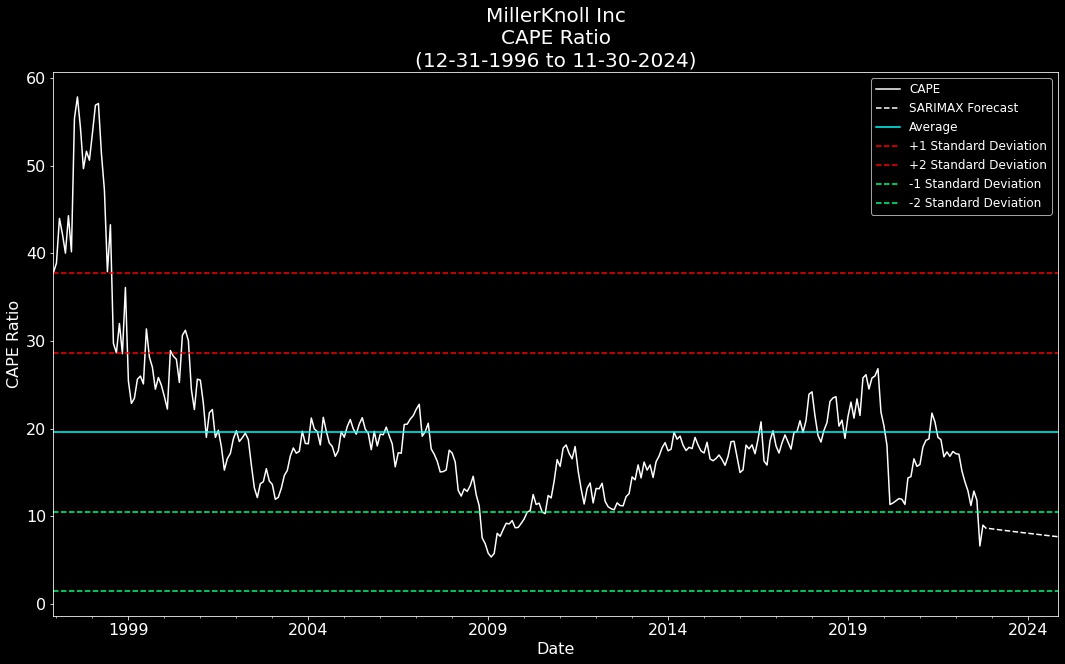 MillerKnoll Inc
CAPE Ratio
(12-31-1996 to 11-30-2024)
CAPE
SARIMAX Forecast
Average
+1 Standard Deviation
+2 Standard Deviation
-1 Standard Deviation
-2 Standard Deviation
60
50
40
30
20
10
0
CAPE Ratio
1999
2004
2009
2014
2019
2024
Date